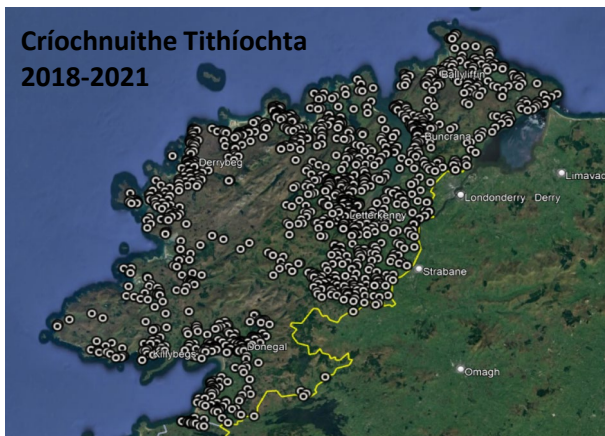 Críochnuithe Tithíochta
2018-2021
Ballyliffin
Buncrana
Derrybeg
Limavad
Londonderry Derry
Letterkenny
Strabane
Donegal
Killybegs
Omagh